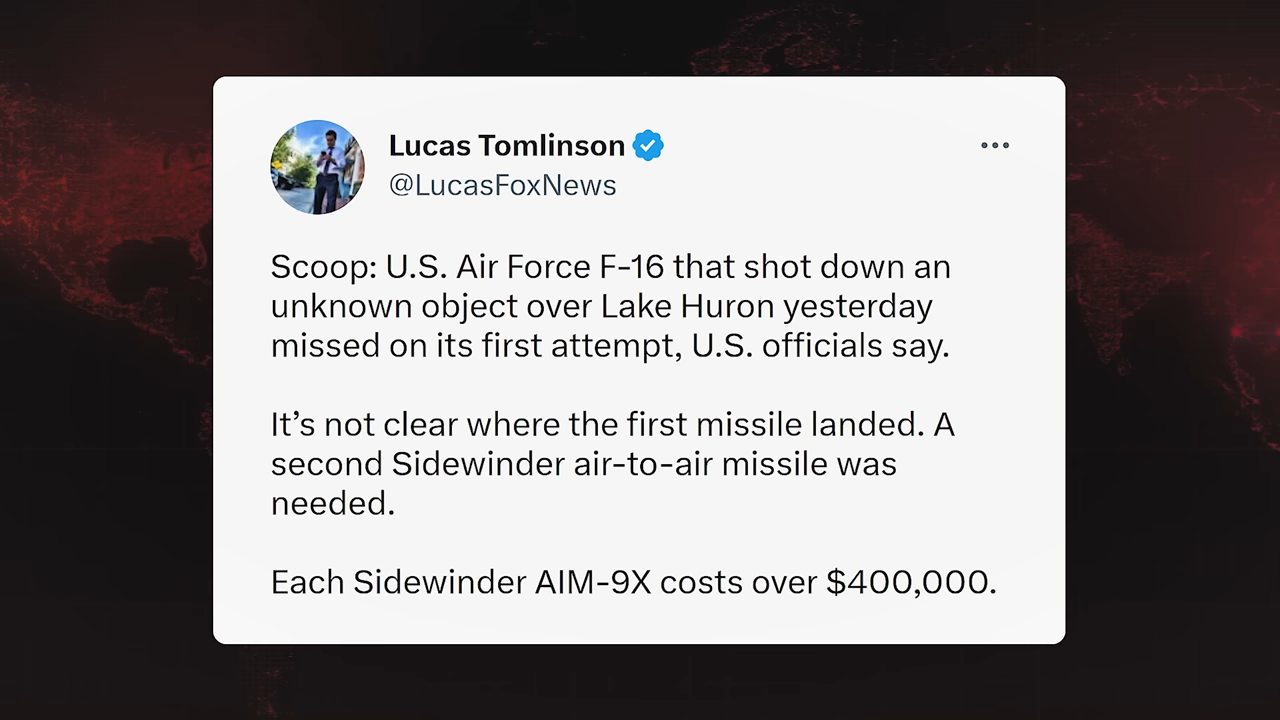 Lucas Tomlinson
@LucasFoxNews
Scoop: U.S. Air Force F-16 that shot down an
unknown object over Lake Huron yesterday
missed on its first attempt, U.S. officials say.
It’s not clear where the first missile landed. A
second Sidewinder air-to-air missile was
needed.
Each Sidewinder AIM-9X costs over $400,000.